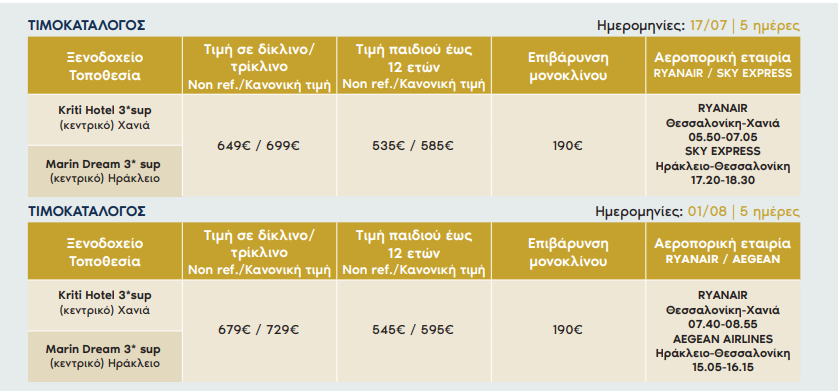 ΤΙΜΟΚΑΤΑΛΟΓΟΣ
Ημερομηνίες: 17/07 | 5 ημέρες
Ξενοδοχείο
Τοποθεσία
Τιμή σε δίκλινο/
τρίκλινο
Non ref./Κανονική τιμή
Τιμή παιδιού έως
12 ετών
Non ref./Κανονική τιμή
Επιβάρυνση
μονοκλίνου
Αεροπορική εταιρία
RYANAIR / SKY EXPRESS
Kriti Hotel 3*sup
(κεντρικό) Χανιά
Marin Dream 3* sup
(κεντρικό) Ηράκλειο
649€ / 699€
535€ / 585€
190€
RYANAIR
Θεσσαλονίκη-Χανιά
05.50-07.05
SKY EXPRESS
Ηράκλειο-Θεσσαλονίκη
17.20-18.30
ΤΙΜΟΚΑΤΑΛΟΓΟΣ
Ημερομηνίες: 01/08 | 5 ημέρες
Ξενοδοχείο
Τοποθεσία
Τιμή σε δίκλινο/
τρίκλινο
Non ref./Κανονική τιμή
Τιμή παιδιού έως
12 ετών
Non ref./Κανονική τιμή
Επιβάρυνση
μονοκλίνου
Αεροπορική εταιρία
RYANAIR / AEGEAN
Kriti Hotel 3*sup
(κεντρικό) Χανιά
Marin Dream 3* sup
(κεντρικό) Ηράκλειο
679€ / 729€
545€ / 595€
190€
RYANAIR
Θεσσαλονίκη-Χανιά
07.40-08.55
AEGEAN AIRLINES
Ηράκλειο-Θεσσαλονίκη
15.05-16.15